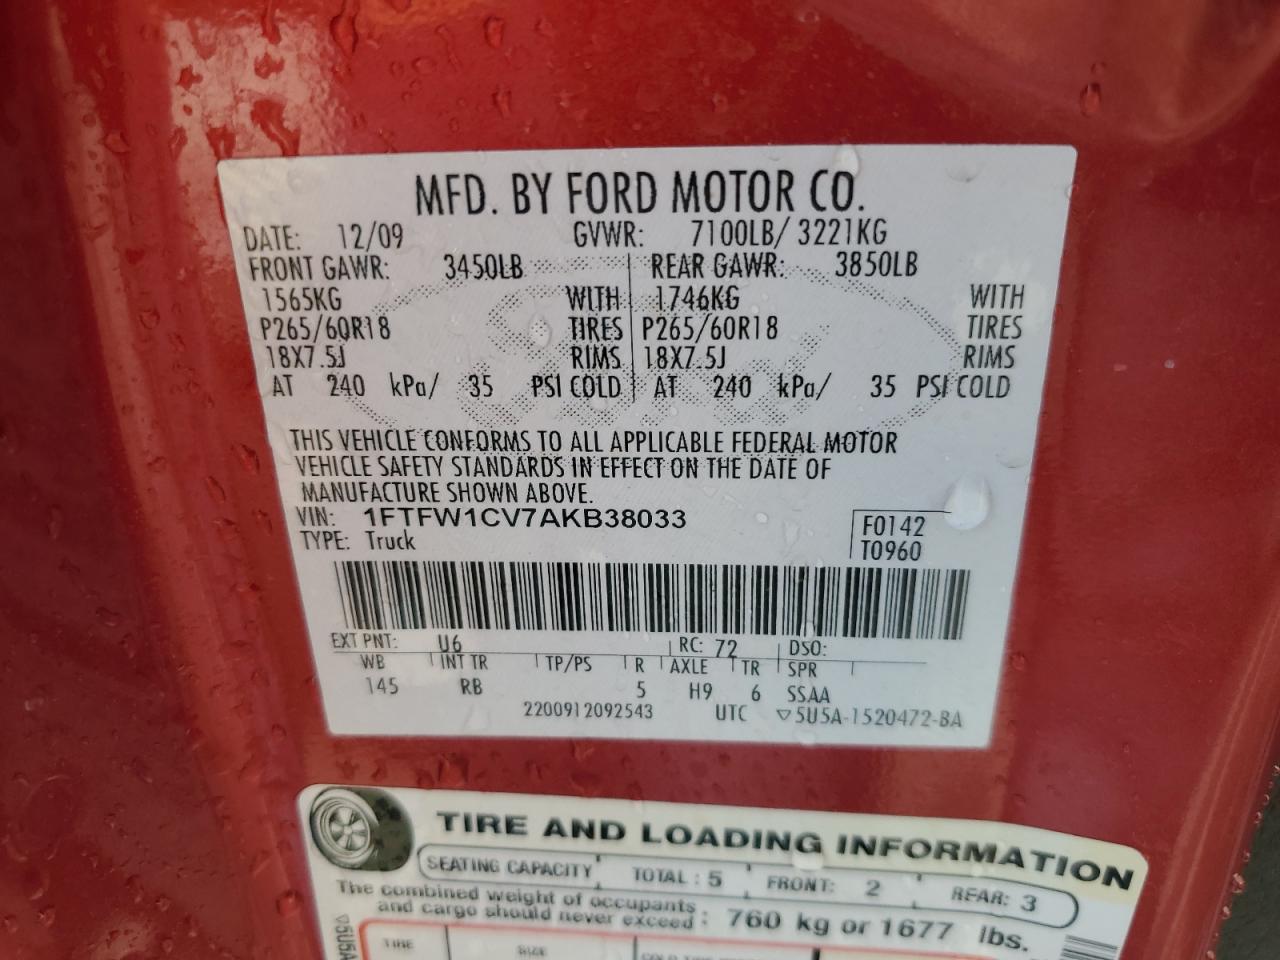 MFD. BY FORD MOTOR CO.
DATE: 12/09 GVWR: 7100LB/ 3221KG
FRONT GAWR: 3450LB REAR GAWR: 3850LB
1565KG WITH 1746KG WITH
P265/60R18 TIRES P265/60R18 TIRES
18X7.5J RIMS 18X7.5J RIMS
AT 240 kPa/ 35 PSI COLD AT 240 kPa/ 35 PSI COLD
THIS VEHICLE CONFORMS TO ALL APPLICABLE FEDERAL MOTOR
VEHICLE SAFETY STANDARDS IN EFFECT ON THE DATE OF
MANUFACTURE SHOWN ABOVE.
VIN: 1FTFW1CV7AKB38033 F0142
TYPE: Truck T0960
EXT PNT: U6 RC: 72 DSO:
WB INT TR TP/PS R AXLE TR SPR
145 RB 5 H9 6 SSAA
2200912092543 UTC ▽5U5A-1520472-BA
TIRE AND LOADING INFORMATION
SEATING CAPACITY TOTAL : 5 FRONT: 2 REAR: 3
The combined weight of occupants
and cargo should never exceed : 760 kg or 1677 lbs.
▽5U5A
TIRE SIZE